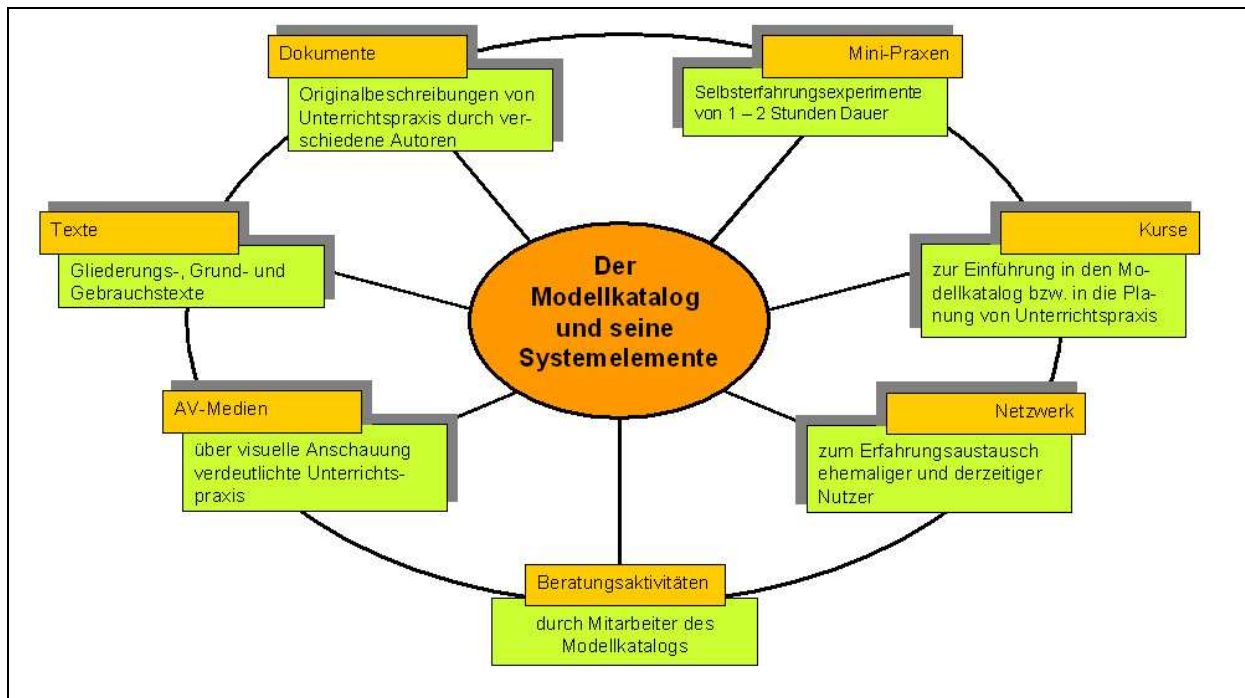 Dokumente
Originalbeschreibungen von
Unterrichtspraxis durch ver-
schiedene Autoren
Mini-Praxen
Selbsterfahrungsexperimente
von 1 – 2 Stunden Dauer
Texte
Gliederungs-, Grund- und
Gebrauchstexte
Der
Modellkatalog
und seine
Systemelemente
Kurse
zur Einführung in den Mo-
dellkatalog bzw. in die Pla-
nung von Unterrichtspraxis
AV-Medien
über visuelle Anschauung
verdeutlichte Unterrichts-
praxis
Netzwerk
zum Erfahrungsaustausch
ehemaliger und derzeitiger
Nutzer
Beratungsaktivitäten
durch Mitarbeiter des
Modellkatalogs